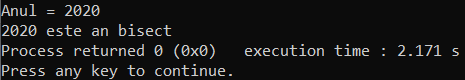 Anul = 2020
2020 este an bisect
Process returned 0 (0x0)   execution time : 2.171 s
Press any key to continue.